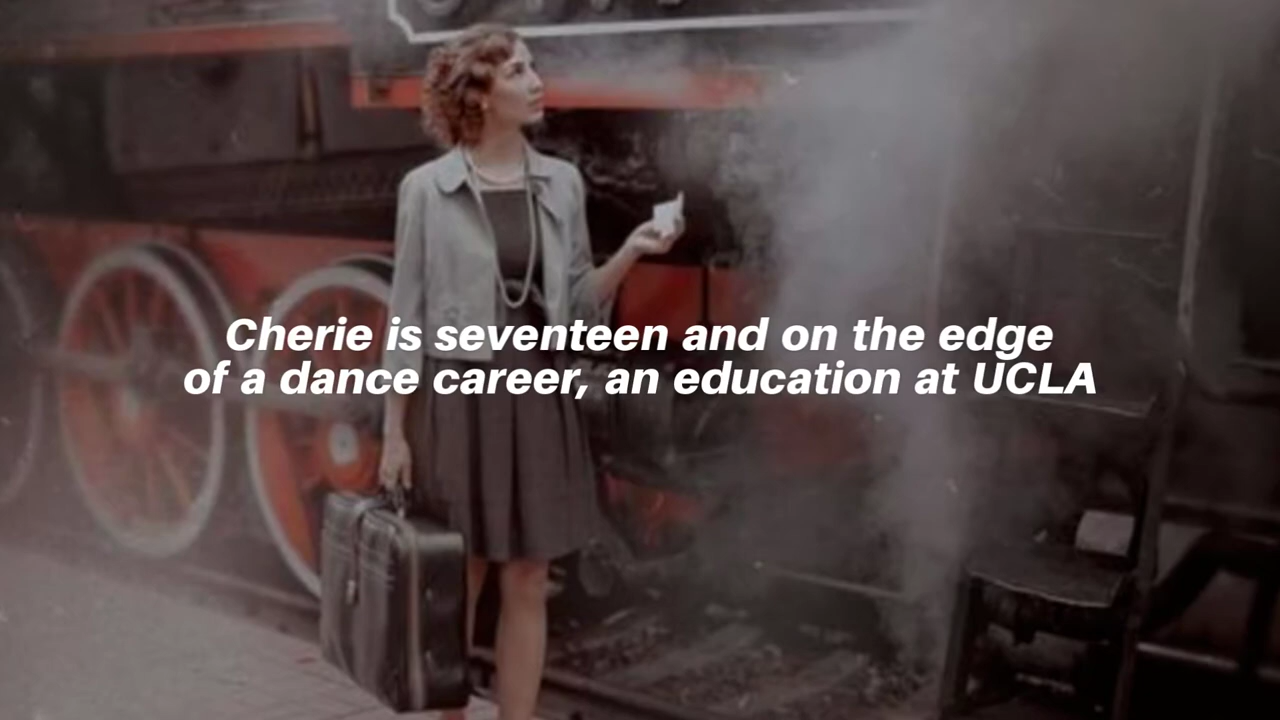 Cherie is seventeen and on the edge
of a dance career, an education at UCLA